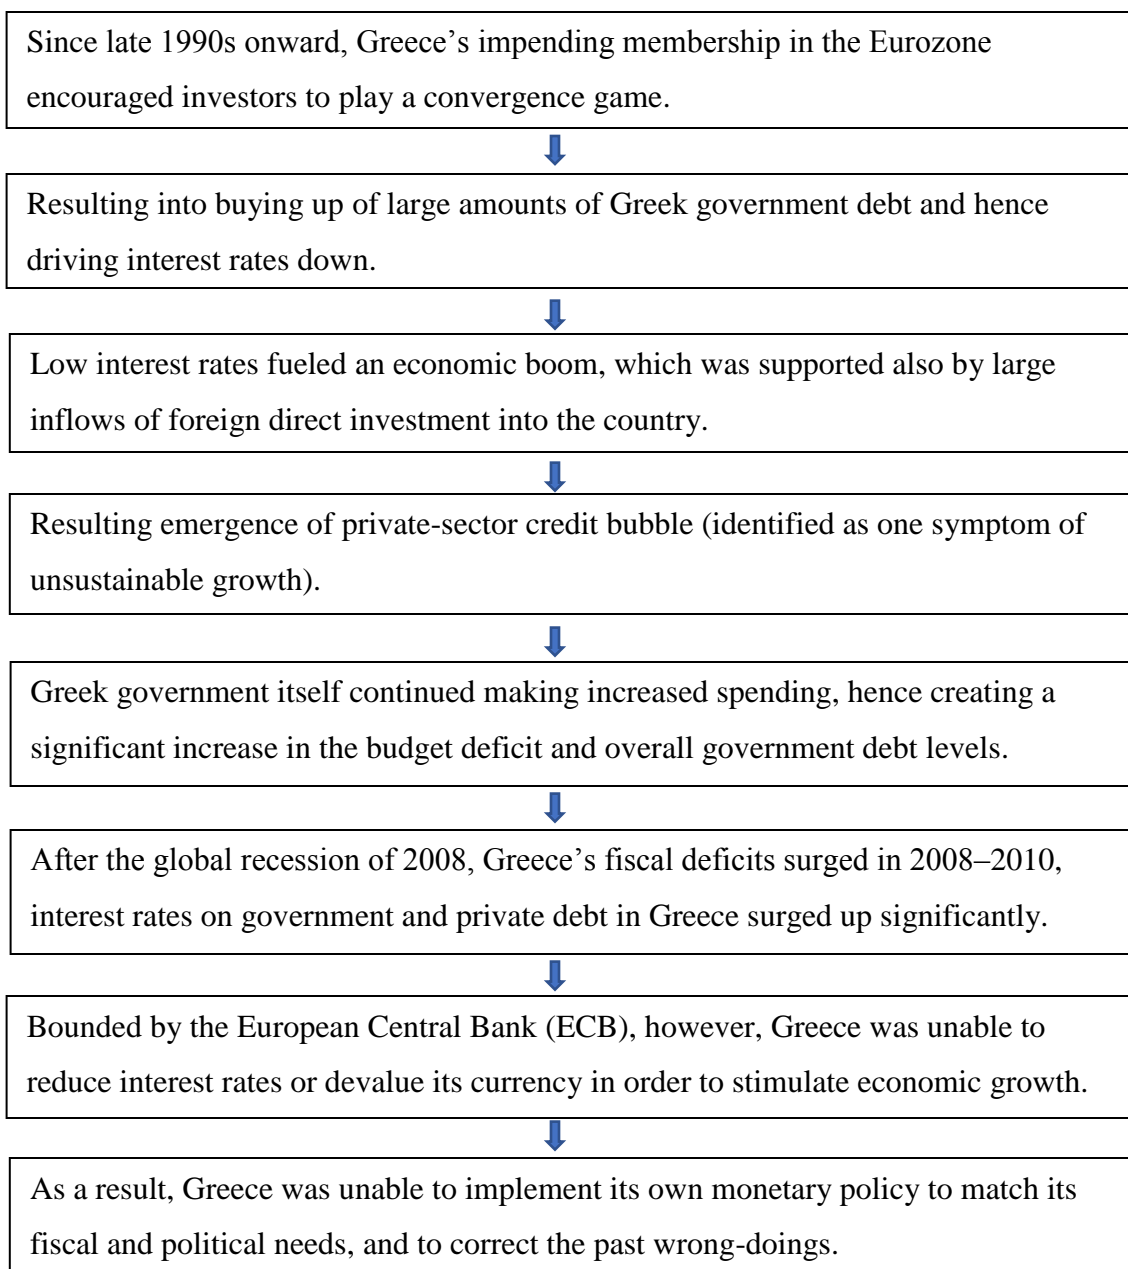 Since late 1990s onward, Greece’s impending membership in the Eurozone
encouraged investors to play a convergence game.
Resulting into buying up of large amounts of Greek government debt and hence
driving interest rates down.
Low interest rates fueled an economic boom, which was supported also by large
inflows of foreign direct investment into the country.
Resulting emergence of private-sector credit bubble (identified as one symptom of
unsustainable growth).
Greek government itself continued making increased spending, hence creating a
significant increase in the budget deficit and overall government debt levels.
After the global recession of 2008, Greece’s fiscal deficits surged in 2008–2010,
interest rates on government and private debt in Greece surged up significantly.
Bounded by the European Central Bank (ECB), however, Greece was unable to
reduce interest rates or devalue its currency in order to stimulate economic growth.
As a result, Greece was unable to implement its own monetary policy to match its
fiscal and political needs, and to correct the past wrong-doings.